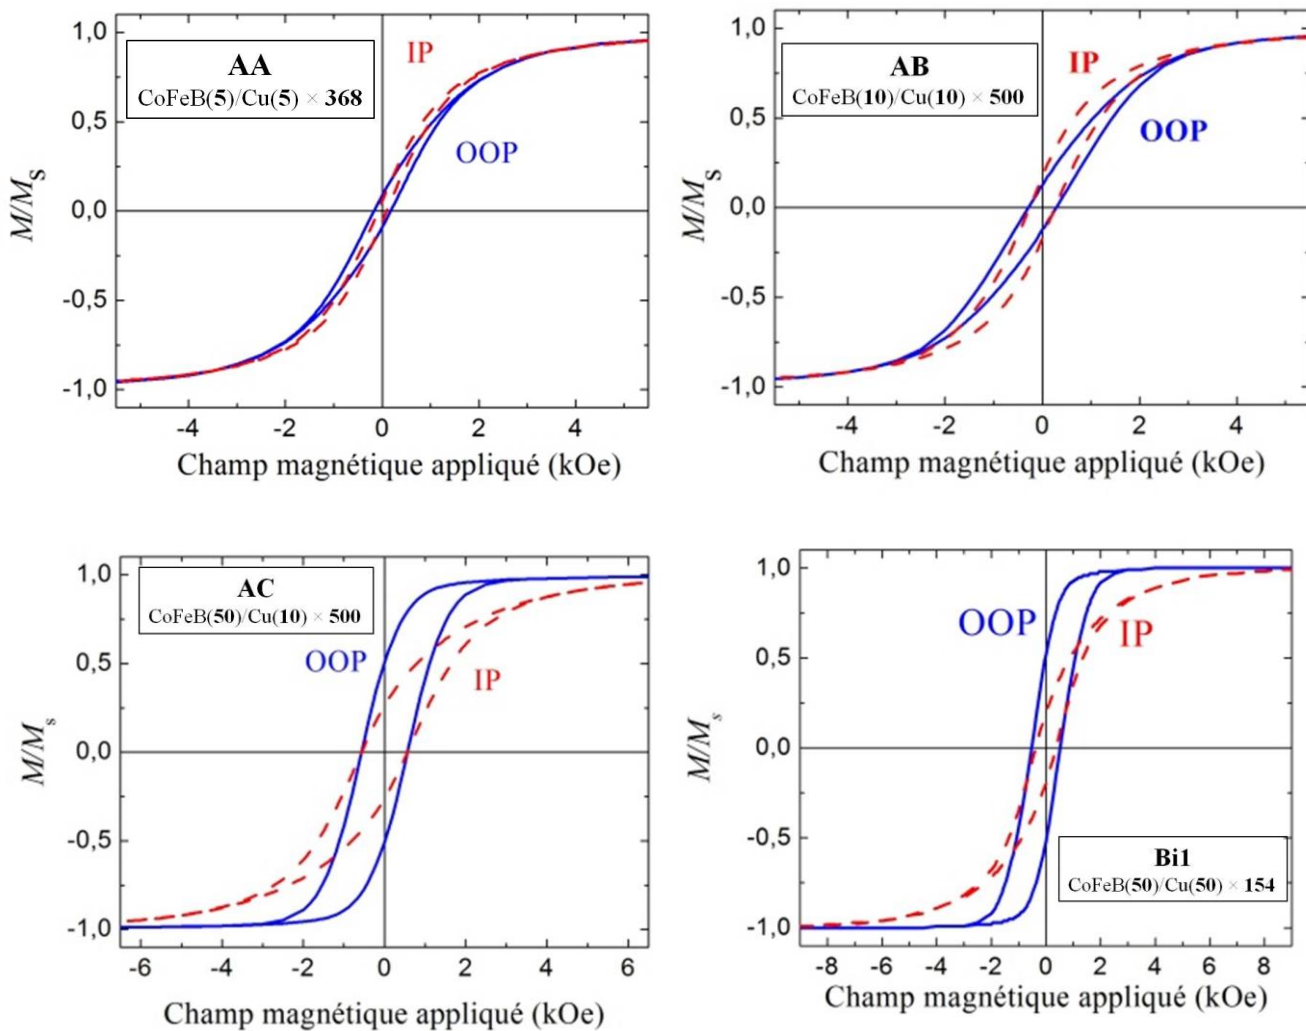 1,0
0,5
0,0
-0,5
-1,0
M/M_S
AA
CoFeB(5)/Cu(5) × 368
IP
OOP
-4 -2 0 2 4
Champ magnétique appliqué (kOe)
1,0
0,5
0,0
-0,5
-1,0
M/M_S
AB
CoFeB(10)/Cu(10) × 500
IP
OOP
-4 -2 0 2 4
Champ magnétique appliqué (kOe)
1,0
0,5
0,0
-0,5
-1,0
M/M_s
AC
CoFeB(50)/Cu(10) × 500
OOP
IP
-6 -4 -2 0 2 4 6
Champ magnétique appliqué (kOe)
1,0
0,5
0,0
-0,5
-1,0
M/M_s
OOP
IP
Bi1
CoFeB(50)/Cu(50) × 154
-8 -6 -4 -2 0 2 4 6 8
Champ magnétique appliqué (kOe)